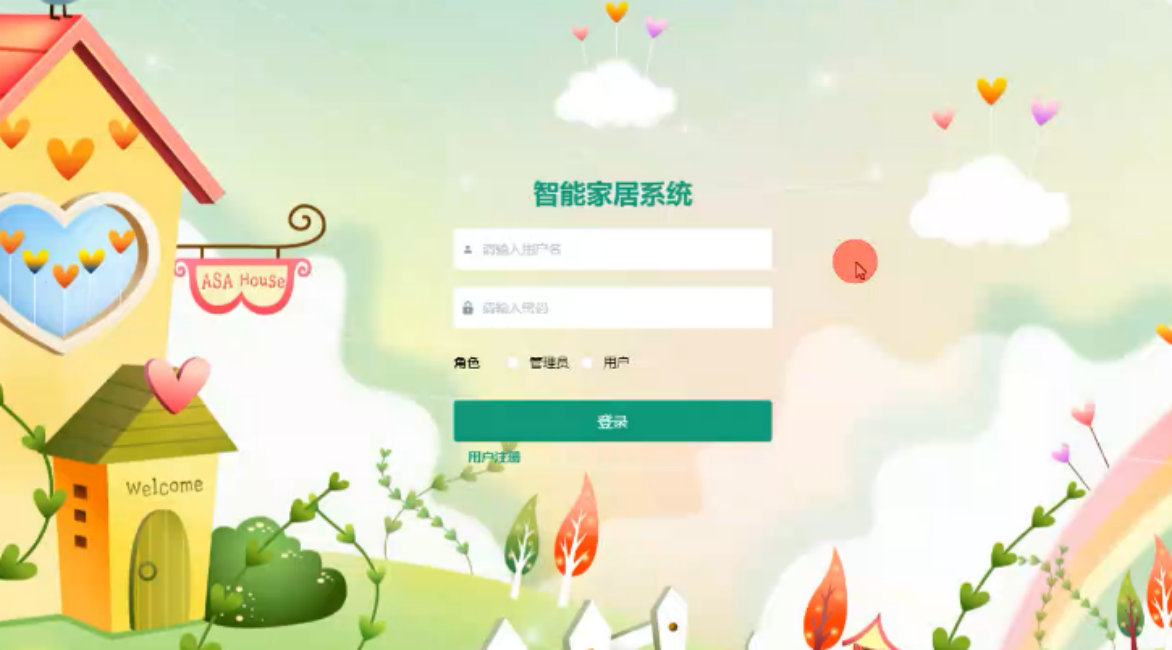 智能家居系统
请输入用户名
ASA House
请输入密码
角色 管理员 用户
登录
用户注册
Welcome